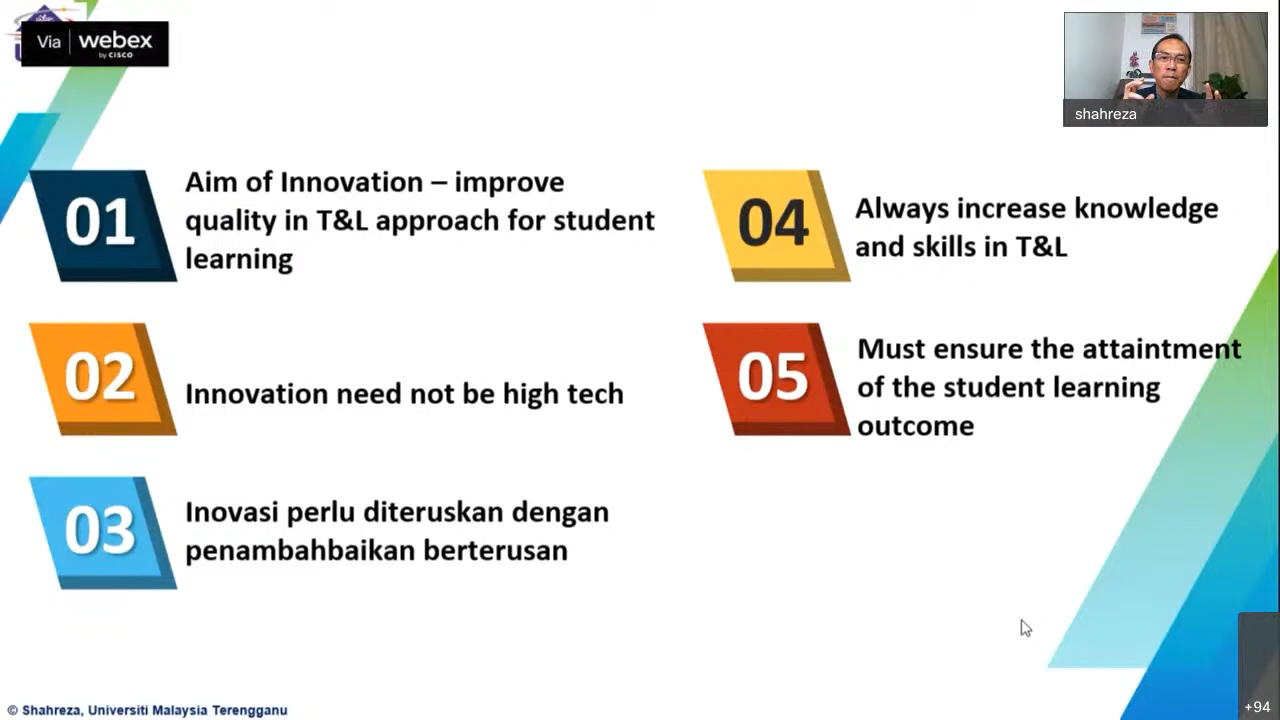 Via webex
by CISCO
shahreza
01
Aim of Innovation – improve
quality in T&L approach for student
learning
02
Innovation need not be high tech
03
Inovasi perlu diteruskan dengan
penambahbaikan berterusan
04
Always increase knowledge
and skills in T&L
05
Must ensure the attaintment
of the student learning
outcome
© Shahreza, Universiti Malaysia Terengganu
+94